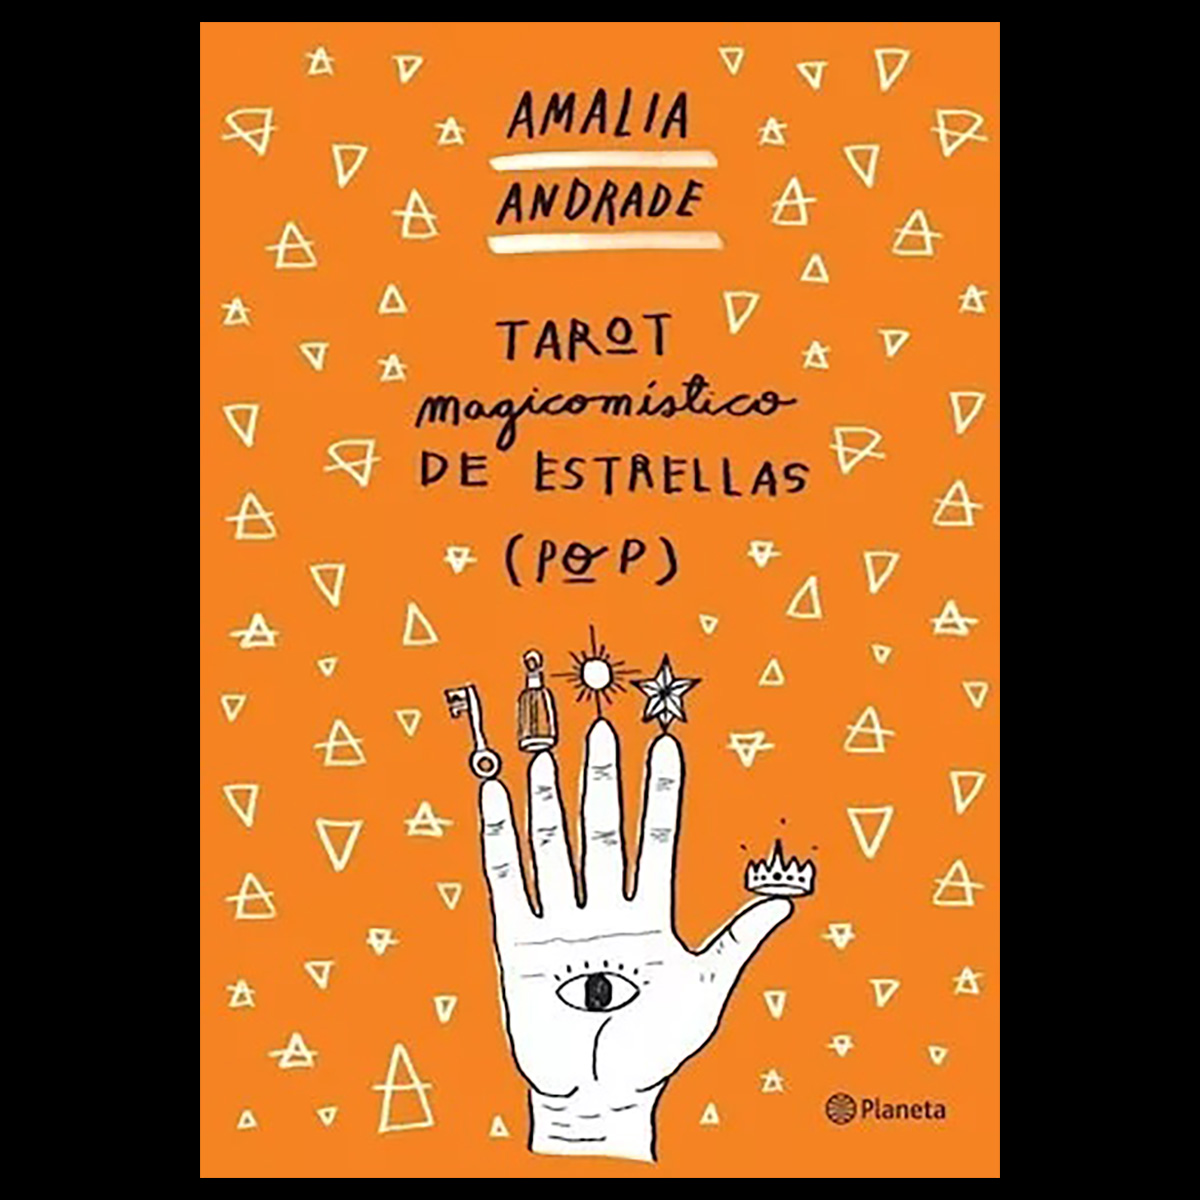 AMALIA
ANDRADE
TAROT
magicomístico
DE ESTRELLAS
(POP)
Planeta